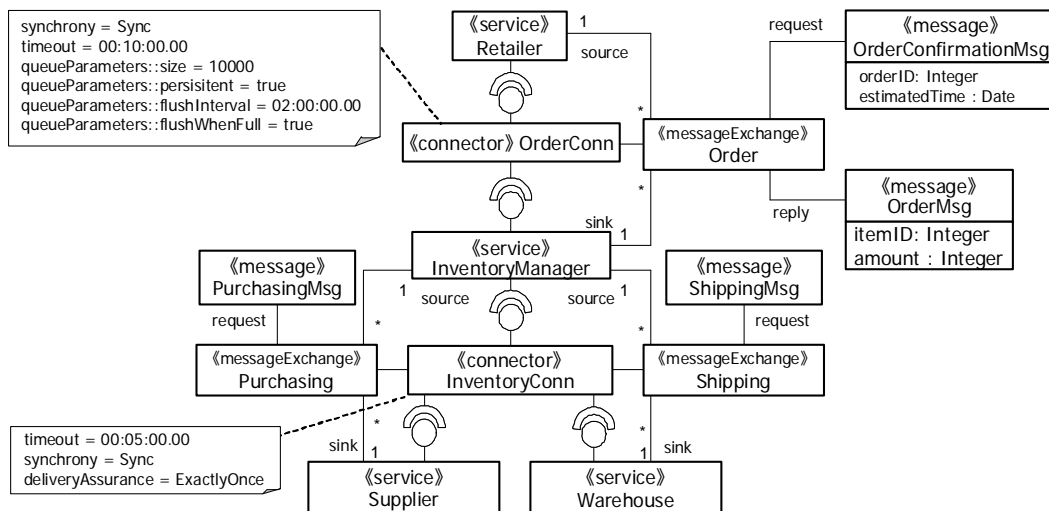 synchrony = Sync
timeout = 00:10:00.00
queueParameters::size = 10000
queueParameters::persisitent = true
queueParameters::flushInterval = 02:00:00.00
queueParameters::flushWhenFull = true
《service》
Retailer
1
source
*
request
《message》
OrderConfirmationMsg
orderID: Integer
estimatedTime : Date
《connector》 OrderConn
《messageExchange》
Order
*
reply
《message》
OrderMsg
itemID: Integer
amount : Integer
sink
1
《service》
InventoryManager
《message》
PurchasingMsg
《message》
ShippingMsg
1
source
source
1
request
*
*
request
《messageExchange》
Purchasing
《connector》
InventoryConn
《messageExchange》
Shipping
timeout = 00:05:00.00
synchrony = Sync
deliveryAssurance = ExactlyOnce
*
sink
1
*
sink
1
《service》
Supplier
《service》
Warehouse